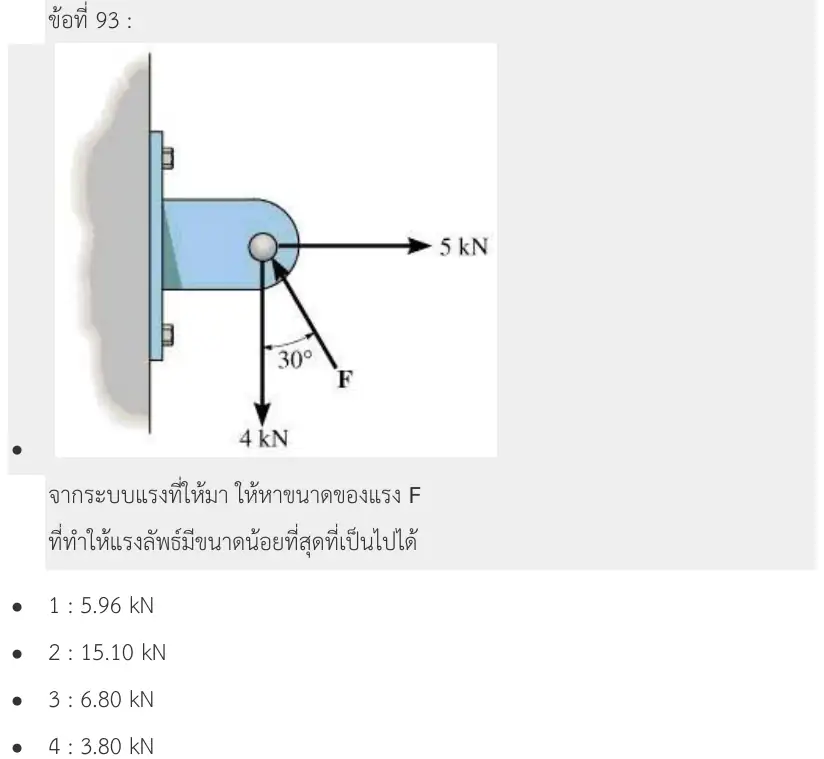 ข้อที่ 93 :
5 kN
30°
F
4 kN
จากระบบแรงที่ให้มา ให้หาขนาดของแรง F
ที่ทำให้แรงลัพธ์มีขนาดน้อยที่สุดที่เป็นไปได้
1 : 5.96 kN
2 : 15.10 kN
3 : 6.80 kN
4 : 3.80 kN